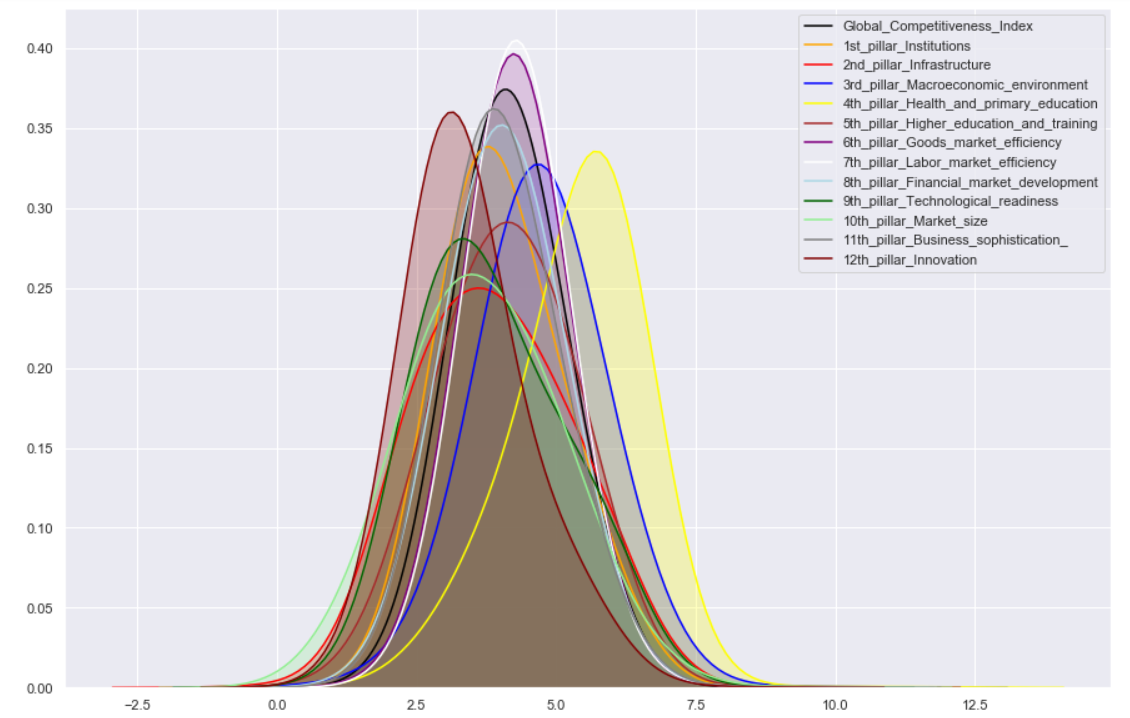 0.40
0.35
0.30
0.25
0.20
0.15
0.10
0.05
0.00
−2.5 0.0 2.5 5.0 7.5 10.0 12.5
Global_Competitiveness_Index
1st_pillar_Institutions
2nd_pillar_Infrastructure
3rd_pillar_Macroeconomic_environment
4th_pillar_Health_and_primary_education
5th_pillar_Higher_education_and_training
6th_pillar_Goods_market_efficiency
7th_pillar_Labor_market_efficiency
8th_pillar_Financial_market_development
9th_pillar_Technological_readiness
10th_pillar_Market_size
11th_pillar_Business_sophistication_
12th_pillar_Innovation